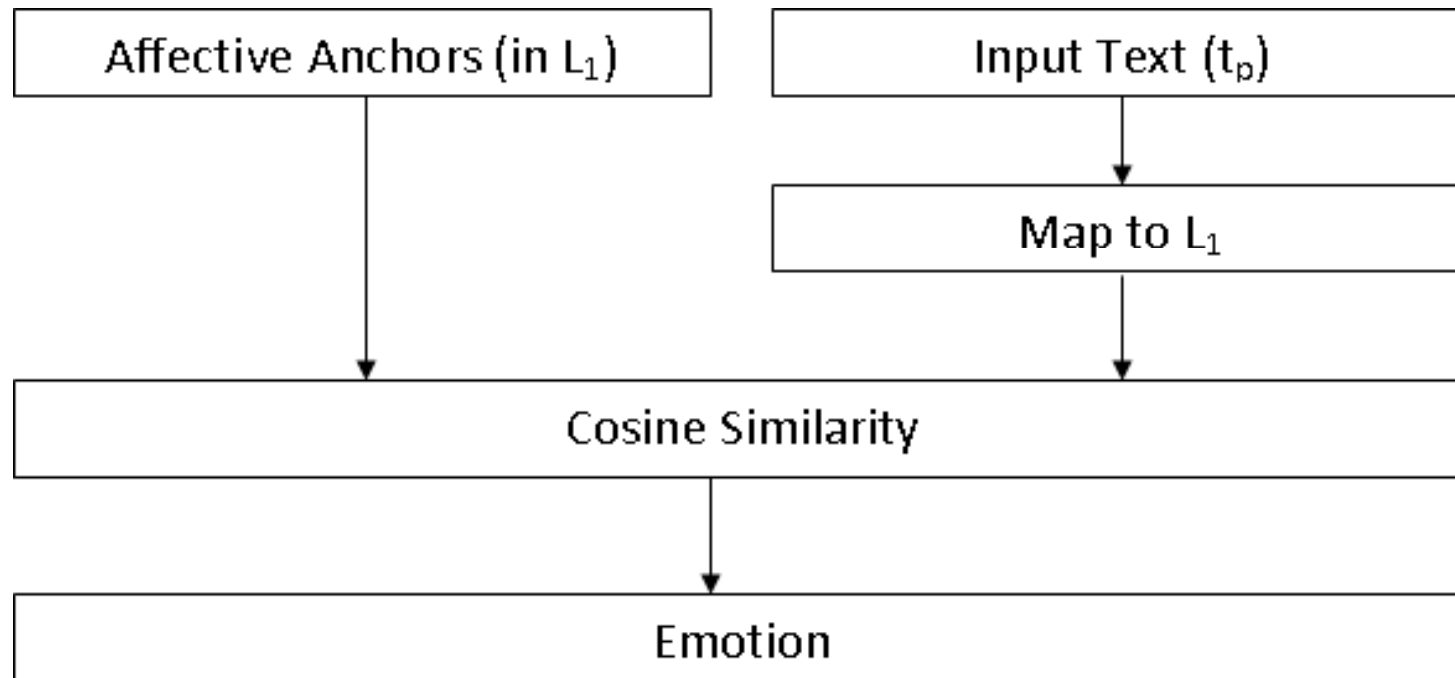 Affective Anchors (in L₁)
Input Text (tₚ)
Map to L₁
Cosine Similarity
Emotion